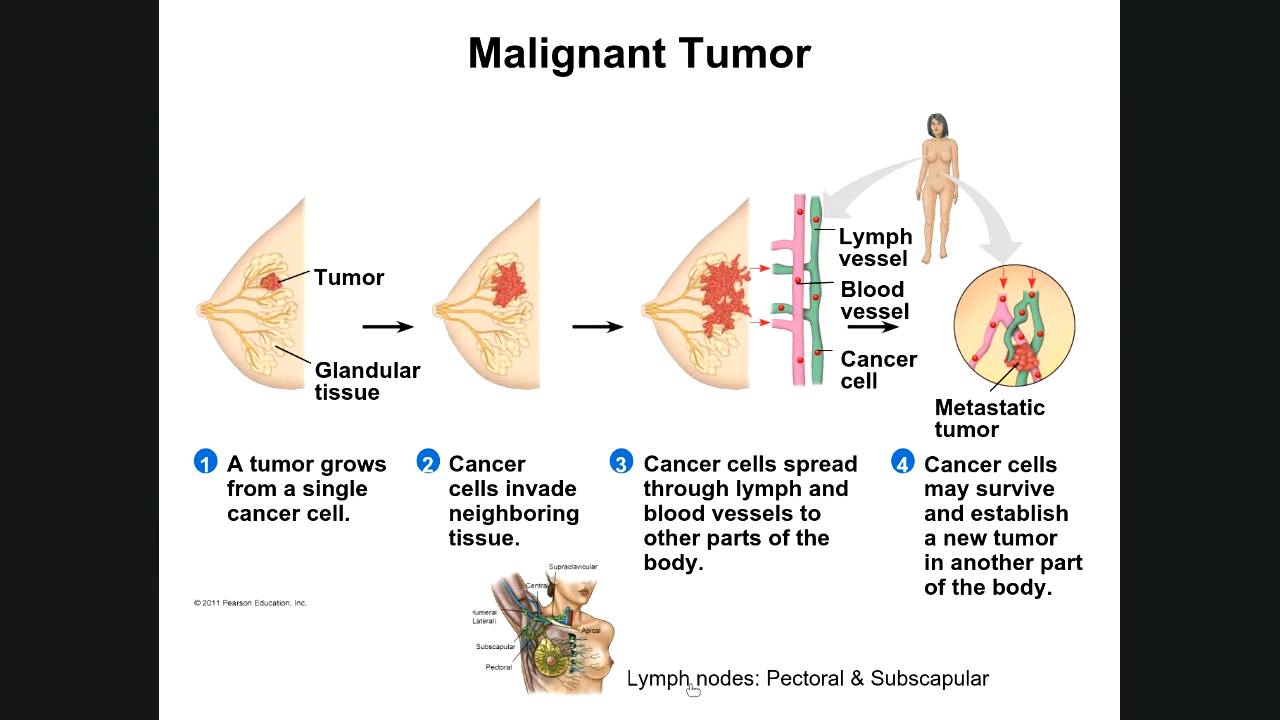 Malignant Tumor
Tumor
Glandular
tissue
Lymph
vessel
Blood
vessel
Cancer
cell
Metastatic
tumor
1 A tumor grows
from a single
cancer cell.
2 Cancer
cells invade
neighboring
tissue.
3 Cancer cells spread
through lymph and
blood vessels to
other parts of the
body.
4 Cancer cells
may survive
and establish
a new tumor
in another part
of the body.
© 2011 Pearson Education, Inc.
Supraclavicular
Central
Humeral
Lateral)
Apical
Subscapular
Pectoral
Lymph nodes: Pectoral & Subscapular